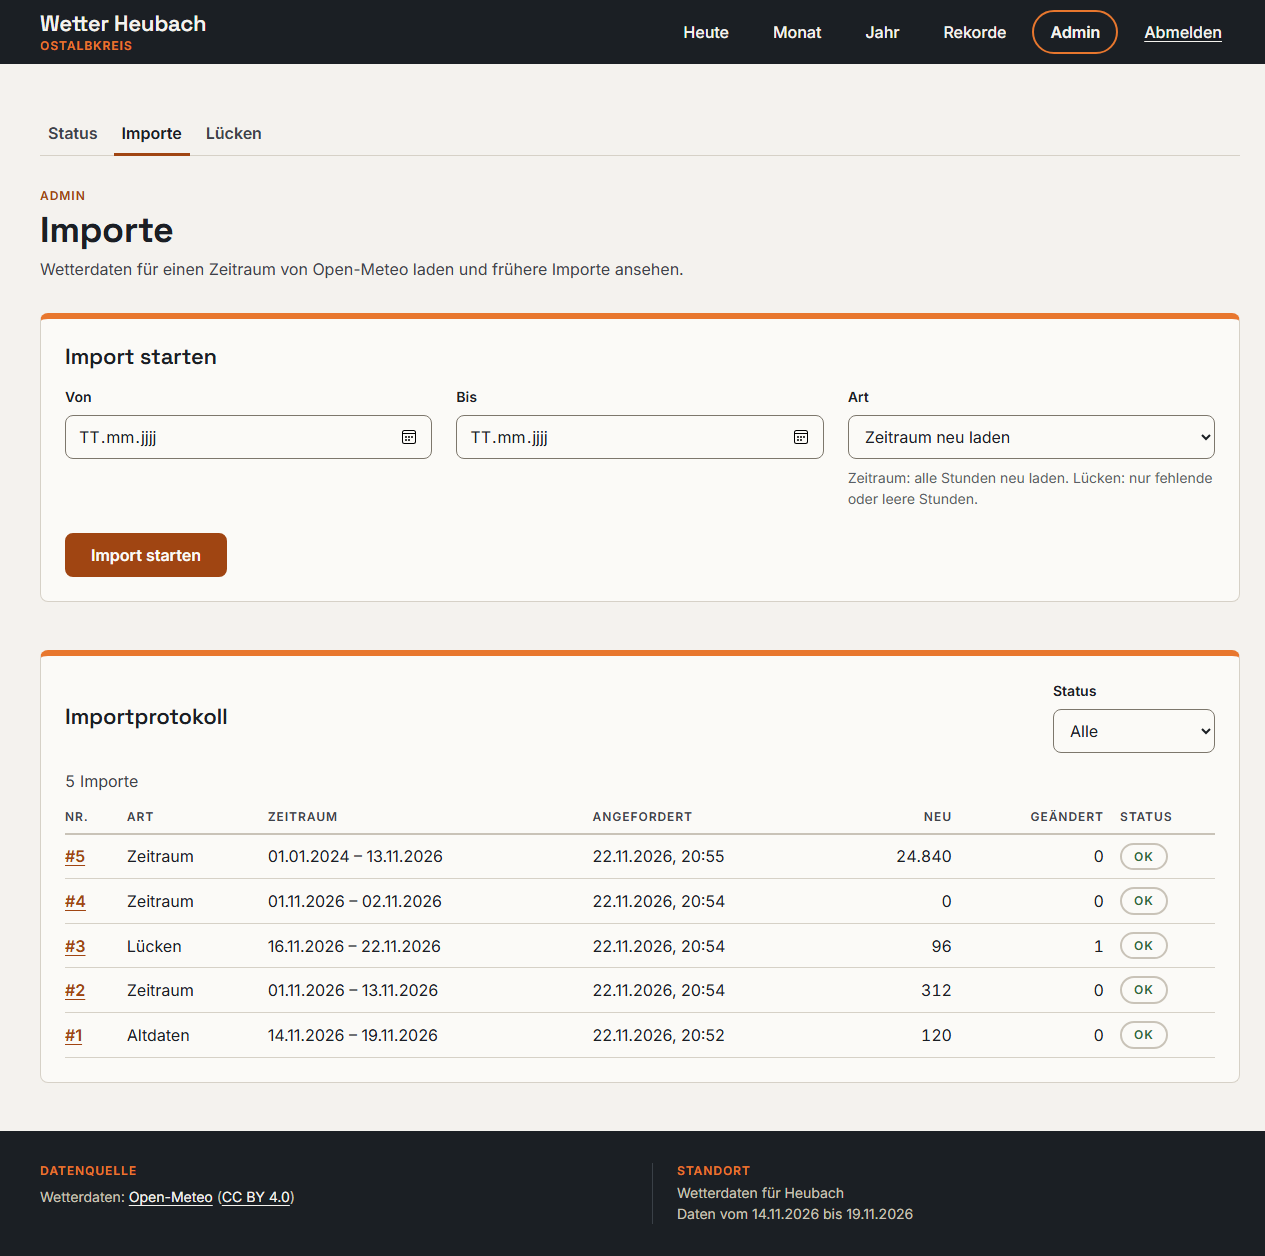 Wetter Heubach
OSTALBKREIS
Heute Monat Jahr Rekorde Admin Abmelden
Status Importe Lücken
ADMIN
Importe
Wetterdaten für einen Zeitraum von Open-Meteo laden und frühere Importe ansehen.
Import starten
Von Bis Art
TT.mm.jjjj TT.mm.jjjj Zeitraum neu laden
Zeitraum: alle Stunden neu laden. Lücken: nur fehlende
oder leere Stunden.
Import starten
Status
Importprotokoll
Alle
5 Importe
NR. ART ZEITRAUM ANGEFORDERT NEU GEÄNDERT STATUS
#5 Zeitraum 01.01.2024 – 13.11.2026 22.11.2026, 20:55 24.840 0 OK
#4 Zeitraum 01.11.2026 – 02.11.2026 22.11.2026, 20:54 0 0 OK
#3 Lücken 16.11.2026 – 22.11.2026 22.11.2026, 20:54 96 1 OK
#2 Zeitraum 01.11.2026 – 13.11.2026 22.11.2026, 20:54 312 0 OK
#1 Altdaten 14.11.2026 – 19.11.2026 22.11.2026, 20:52 120 0 OK
DATENQUELLE
Wetterdaten: Open-Meteo (CC BY 4.0)
STANDORT
Wetterdaten für Heubach
Daten vom 14.11.2026 bis 19.11.2026